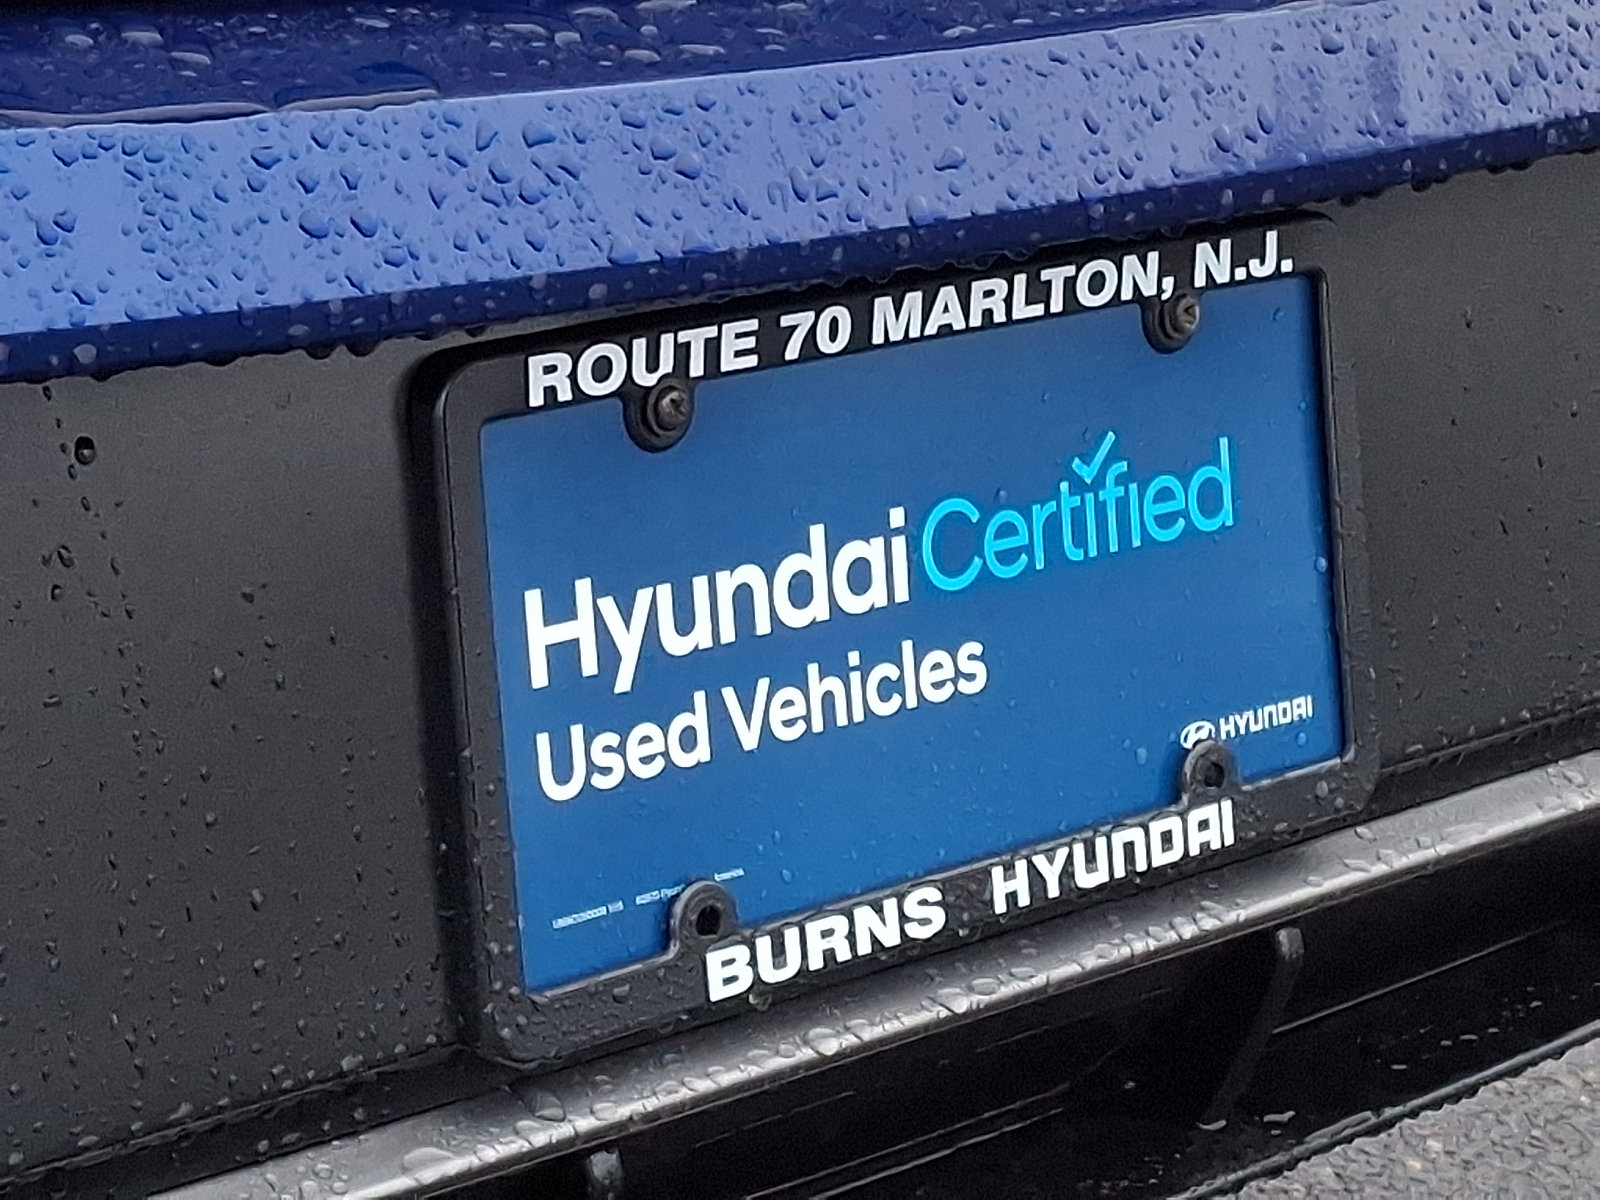 ROUTE 70 MARLTON, N.J.
Hyundai Certified
Used Vehicles
HYUNDAI
BURNS HYUNDAI